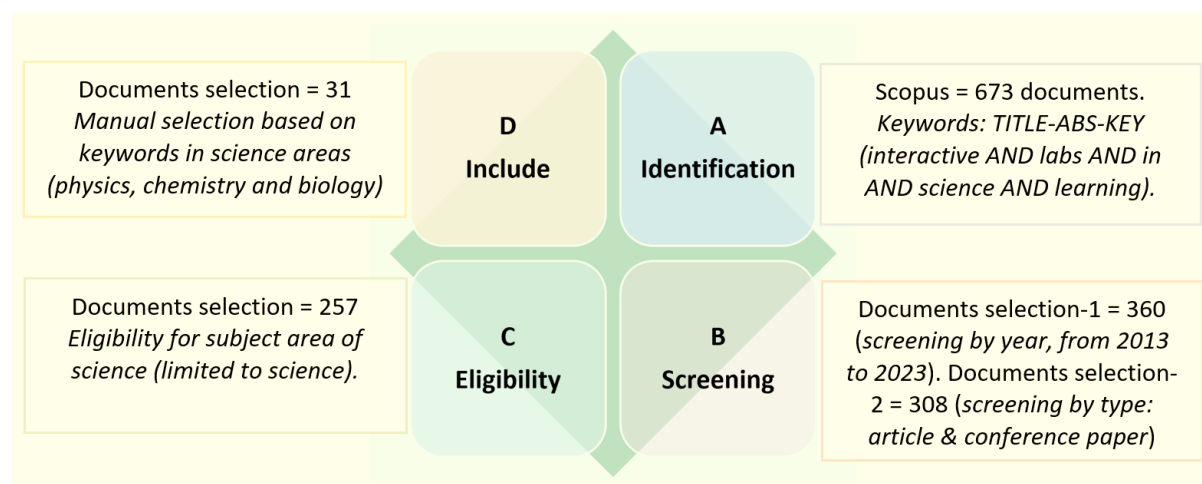 Documents selection = 31
Manual selection based on
keywords in science areas
(physics, chemistry and biology)
D
Include
A
Identification
Scopus = 673 documents.
Keywords: TITLE-ABS-KEY
(interactive AND labs AND in
AND science AND learning).
Documents selection = 257
Eligibility for subject area of
science (limited to science).
C
Eligibility
B
Screening
Documents selection-1 = 360
(screening by year, from 2013
to 2023). Documents selection-
2 = 308 (screening by type:
article & conference paper)